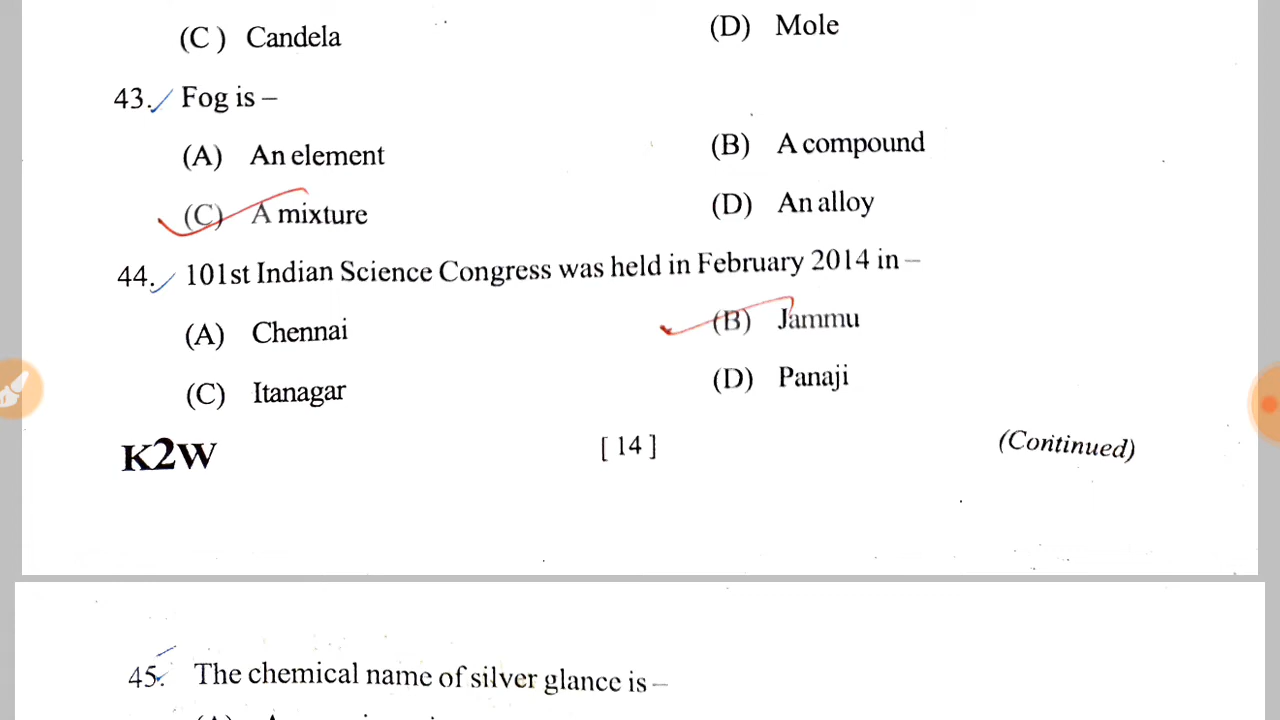 (C ) Candela (D) Mole
43. Fog is –
(A) An element (B) A compound
(C) A mixture (D) An alloy
44. 101st Indian Science Congress was held in February 2014 in –
(A) Chennai (B) Jammu
(C) Itanagar (D) Panaji
K2W [ 14 ] (Continued)
45. The chemical name of silver glance is –